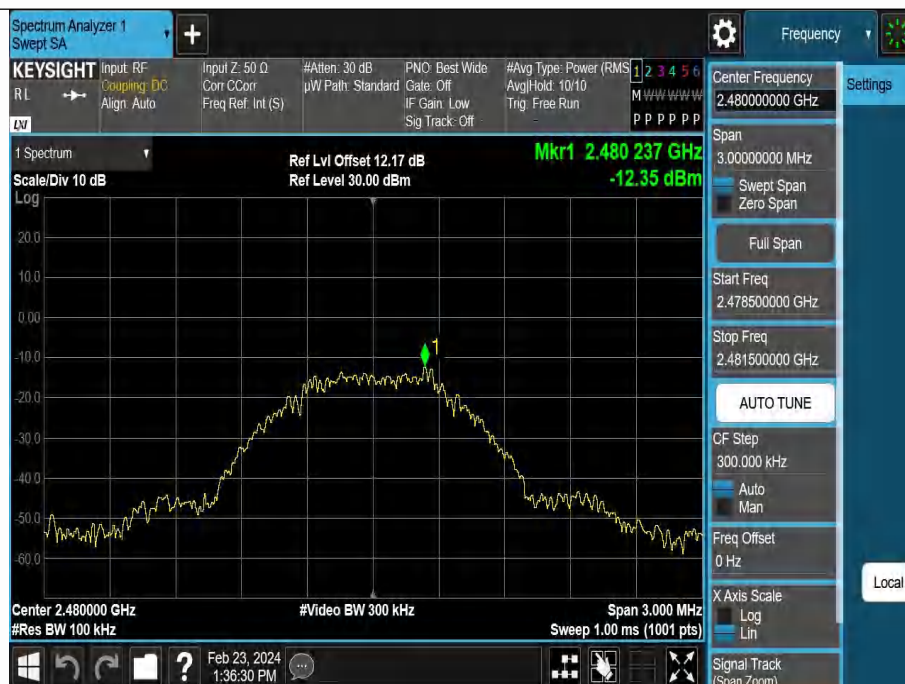 Spectrum Analyzer 1
Swept SA
+
Frequency
KEYSIGHT
RL
LXI
Input: RF
Coupling: DC
Align: Auto
Input Z: 50 Ω
Corr CCorr
Freq Ref: Int (S)
#Atten: 30 dB
µW Path: Standard
PNO: Best Wide
Gate: Off
IF Gain: Low
Sig Track: Off
#Avg Type: Power (RMS
Avg|Hold: 10/10
Trig: Free Run
1 2 3 4 5 6
M W W W W W
P P P P P P
Center Frequency
2.480000000 GHz
Settings
1 Spectrum
Scale/Div 10 dB
Ref Lvl Offset 12.17 dB
Ref Level 30.00 dBm
Mkr1 2.480 237 GHz
-12.35 dBm
Span
3.00000000 MHz
Swept Span
Zero Span
Full Span
Start Freq
2.478500000 GHz
Stop Freq
2.481500000 GHz
AUTO TUNE
CF Step
300.000 kHz
Auto
Man
Freq Offset
0 Hz
X Axis Scale
Log
Lin
Signal Track
(Span Zoom)
Local
Log
20.0
10.0
0.00
-10.0
-20.0
-30.0
-40.0
-50.0
-60.0
1
Center 2.480000 GHz
#Res BW 100 kHz
#Video BW 300 kHz
Span 3.000 MHz
Sweep 1.00 ms (1001 pts)
?
Feb 23, 2024
1:36:30 PM